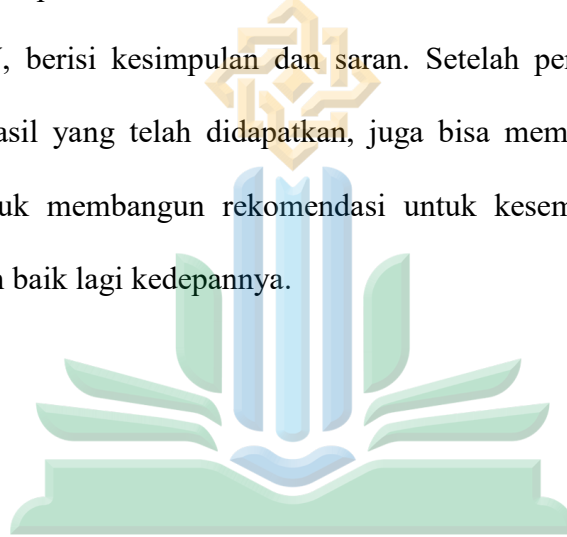 , berisi kesimpulan dan saran. Setelah per
asil yang telah didapatkan, juga bisa mem
uk membangun rekomendasi untuk kesem
baik lagi kedepannya.